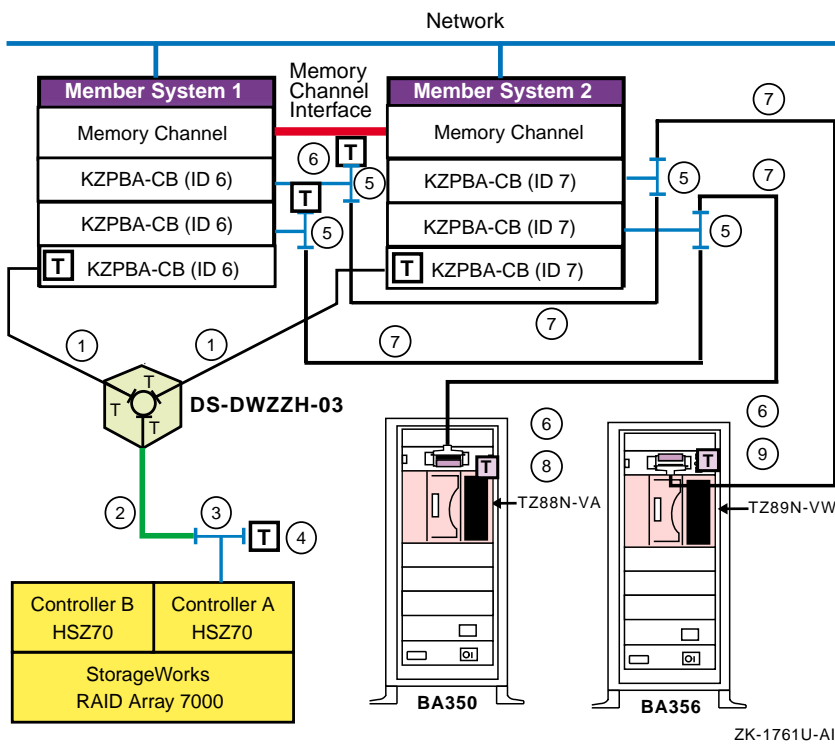 Network
Member System 1
Memory
Channel
Interface
Member System 2
7
Memory Channel
6
T
Memory Channel
KZPBA-CB (ID 6)
T
5
KZPBA-CB (ID 7)
5
7
KZPBA-CB (ID 6)
5
KZPBA-CB (ID 7)
5
T
KZPBA-CB (ID 6)
T
KZPBA-CB (ID 7)
1
1
7
7
T
T
T
DS-DWZZH-03
6
6
T
8
T
9
TZ88N-VA
TZ89N-VW
2
3
T
4
Controller B
HSZ70
Controller A
HSZ70
StorageWorks
RAID Array 7000
BA350
BA356
ZK-1761U-AI